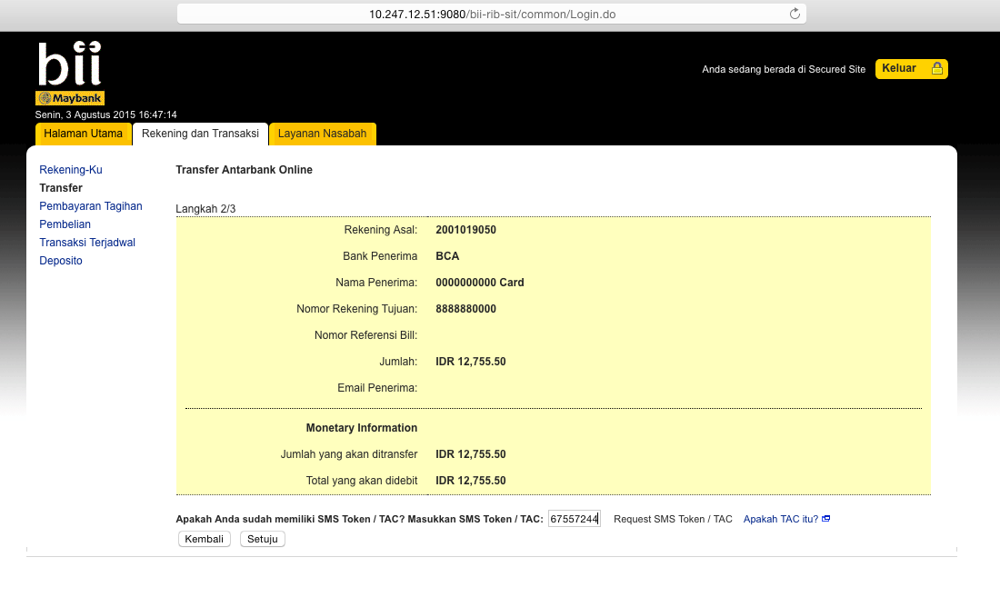 10.247.12.51:9080/bii-rib-sit/common/Login.do
bii
Maybank
Anda sedang berada di Secured Site Keluar
Senin, 3 Agustus 2015 16:47:14
Halaman Utama Rekening dan Transaksi Layanan Nasabah
Rekening-Ku
Transfer
Pembayaran Tagihan
Pembelian
Transaksi Terjadwal
Deposito
Transfer Antarbank Online
Langkah 2/3
Rekening Asal: 2001019050
Bank Penerima BCA
Nama Penerima: 0000000000 Card
Nomor Rekening Tujuan: 8888880000
Nomor Referensi Bill:
Jumlah: IDR 12,755.50
Email Penerima:
Monetary Information
Jumlah yang akan ditransfer IDR 12,755.50
Total yang akan didebit IDR 12,755.50
Apakah Anda sudah memiliki SMS Token / TAC? Masukkan SMS Token / TAC: 67557244 Request SMS Token / TAC Apakah TAC itu?
Kembali Setuju